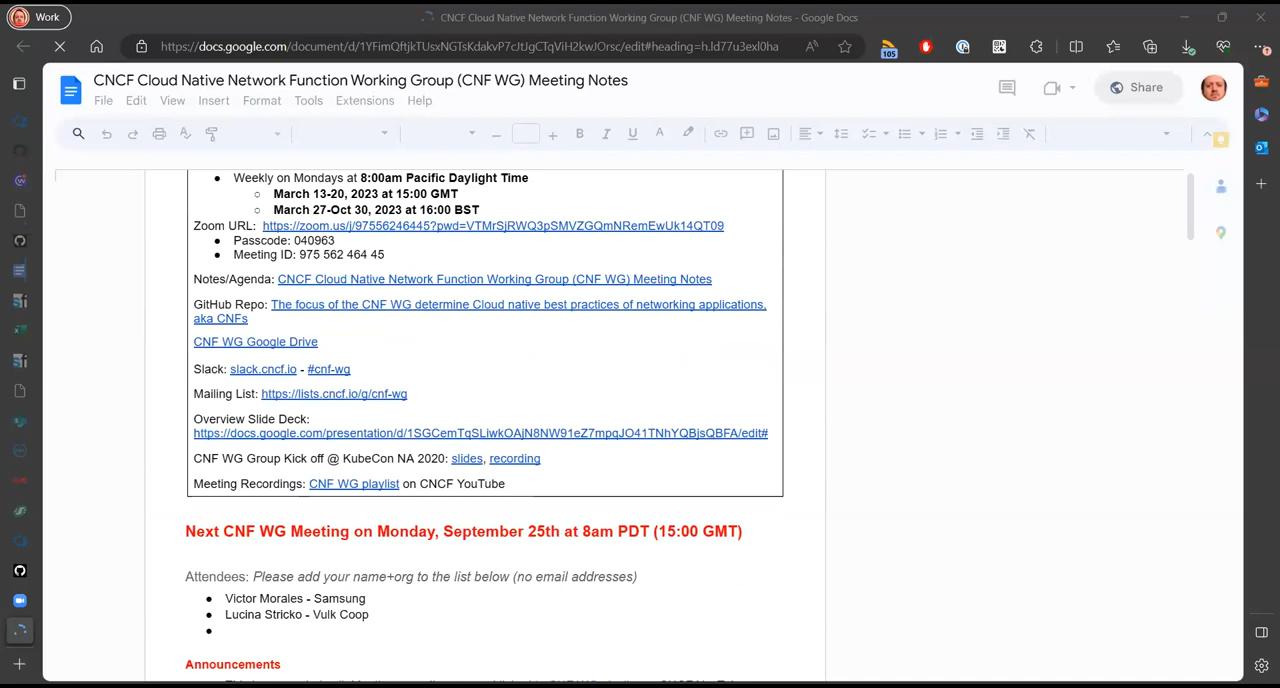 Work
CNCF Cloud Native Network Function Working Group (CNF WG) Meeting Notes - Google Docs
https://docs.google.com/document/d/1YFimQftjkTUsxNGTsKdakvP7cJtJgCTqViH2kwJOrsc/edit#heading=h.ld77u3exl0ha
105
CNCF Cloud Native Network Function Working Group (CNF WG) Meeting Notes
File Edit View Insert Format Tools Extensions Help
Share
Weekly on Mondays at 8:00am Pacific Daylight Time
March 13-20, 2023 at 15:00 GMT
March 27-Oct 30, 2023 at 16:00 BST
Zoom URL: https://zoom.us/j/97556246445?pwd=VTMrSjRWQ3pSMVZGQmNRemEwUk14QT09
Passcode: 040963
Meeting ID: 975 562 464 45
Notes/Agenda: CNCF Cloud Native Network Function Working Group (CNF WG) Meeting Notes
GitHub Repo: The focus of the CNF WG determine Cloud native best practices of networking applications,
aka CNFs
CNF WG Google Drive
Slack: slack.cncf.io - #cnf-wg
Mailing List: https://lists.cncf.io/g/cnf-wg
Overview Slide Deck:
https://docs.google.com/presentation/d/1SGCemTqSLiwkOAjN8NW91eZ7mpqJO41TNhYQBjsQBFA/edit#
CNF WG Group Kick off @ KubeCon NA 2020: slides, recording
Meeting Recordings: CNF WG playlist on CNCF YouTube
Next CNF WG Meeting on Monday, September 25th at 8am PDT (15:00 GMT)
Attendees: Please add your name+org to the list below (no email addresses)
Victor Morales - Samsung
Lucina Stricko - Vulk Coop
Announcements